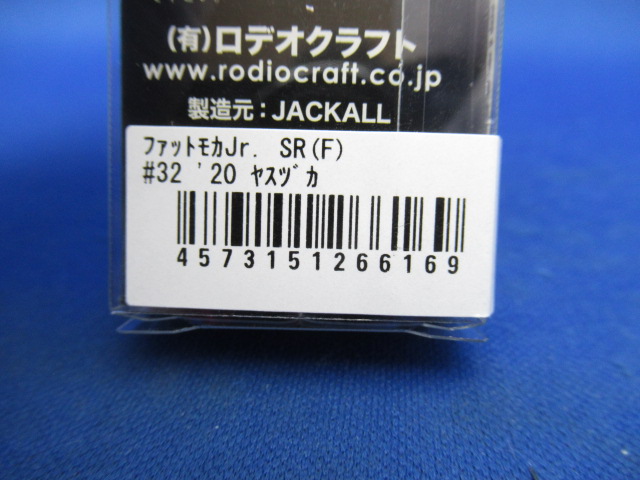 (有)ロデオクラフト
www.rodiocraft.co.jp
製造元:JACKALL
ﾌｧｯﾄﾓｶJr. SR(F)
#32 '20 ﾔｽﾂﾞｶ
4573151266169